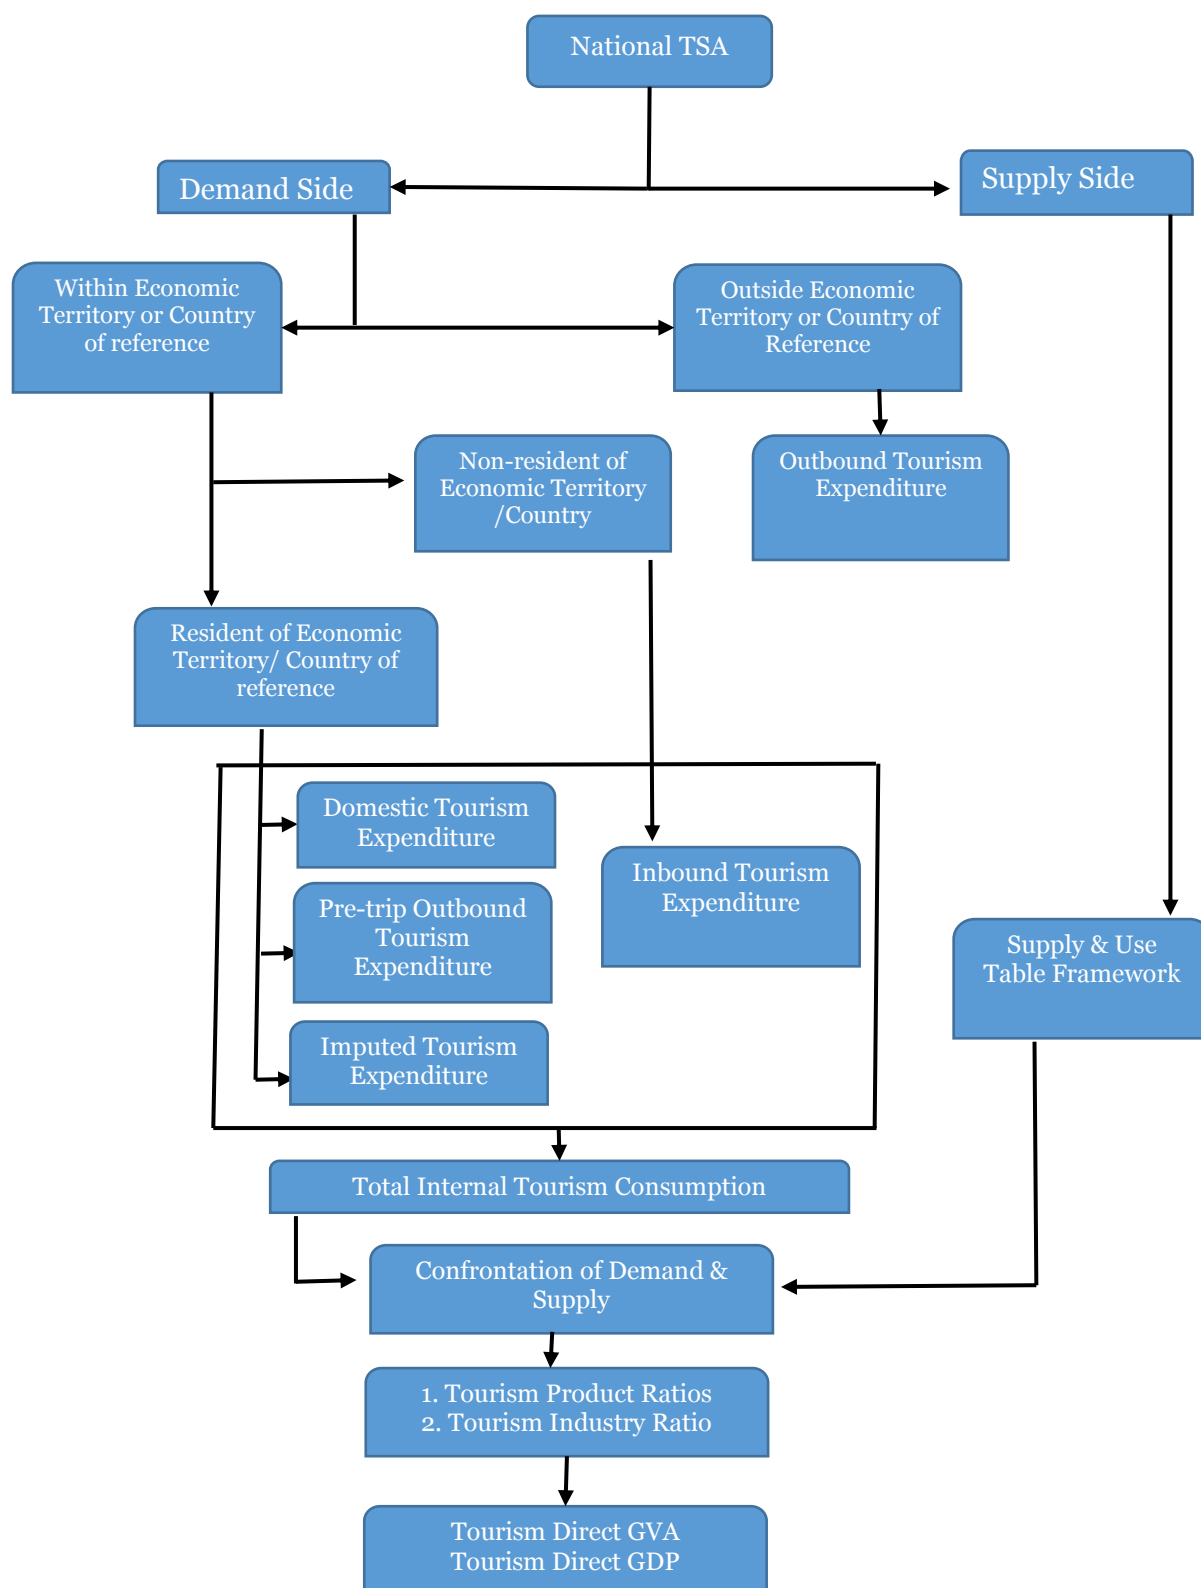 National TSA
Demand Side
Supply Side
Within Economic
Territory or Country
of reference
Outside Economic
Territory or Country of
Reference
Non-resident of
Economic Territory
/Country
Outbound Tourism
Expenditure
Resident of Economic
Territory/ Country of
reference
Domestic Tourism
Expenditure
Pre-trip Outbound
Tourism
Expenditure
Imputed Tourism
Expenditure
Inbound Tourism
Expenditure
Supply & Use
Table Framework
Total Internal Tourism Consumption
Confrontation of Demand &
Supply
1. Tourism Product Ratios
2. Tourism Industry Ratio
Tourism Direct GVA
Tourism Direct GDP